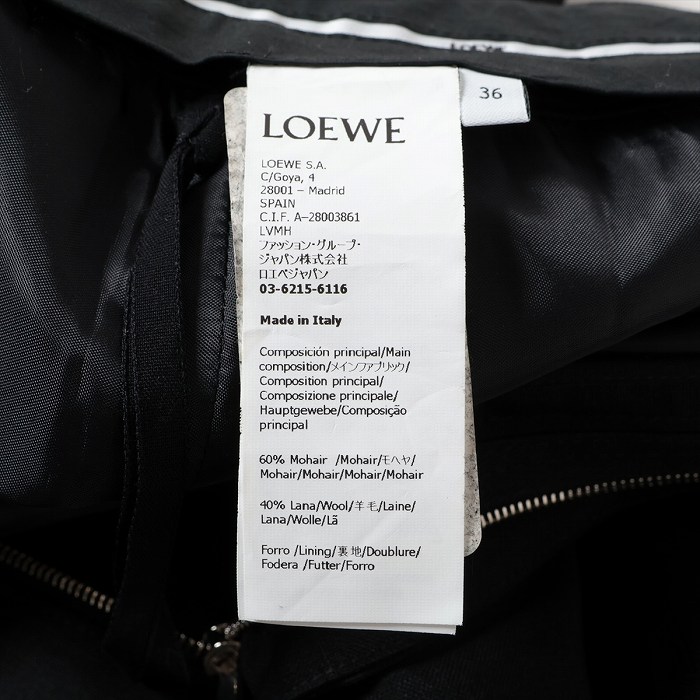 LOEWE
36
LOEWE
LOEWE S.A.
C/Goya, 4
28001 – Madrid
SPAIN
C.I.F. A-28003861
LVMH
ファッション・グループ・
ジャパン株式会社
ロエベジャパン
03-6215-6116
Made in Italy
Composición principal/Main
composition/メインファブリック/
Composition principal/
Composizione principale/
Hauptgewebe/Composição
principal
60% Mohair /Mohair/モヘヤ/
Mohair/Mohair/Mohair/Mohair
40% Lana/Wool/羊毛/Laine/
Lana/Wolle/Lã
Forro /Lining/裏地/Doublure/
Fodera /Futter/Forro